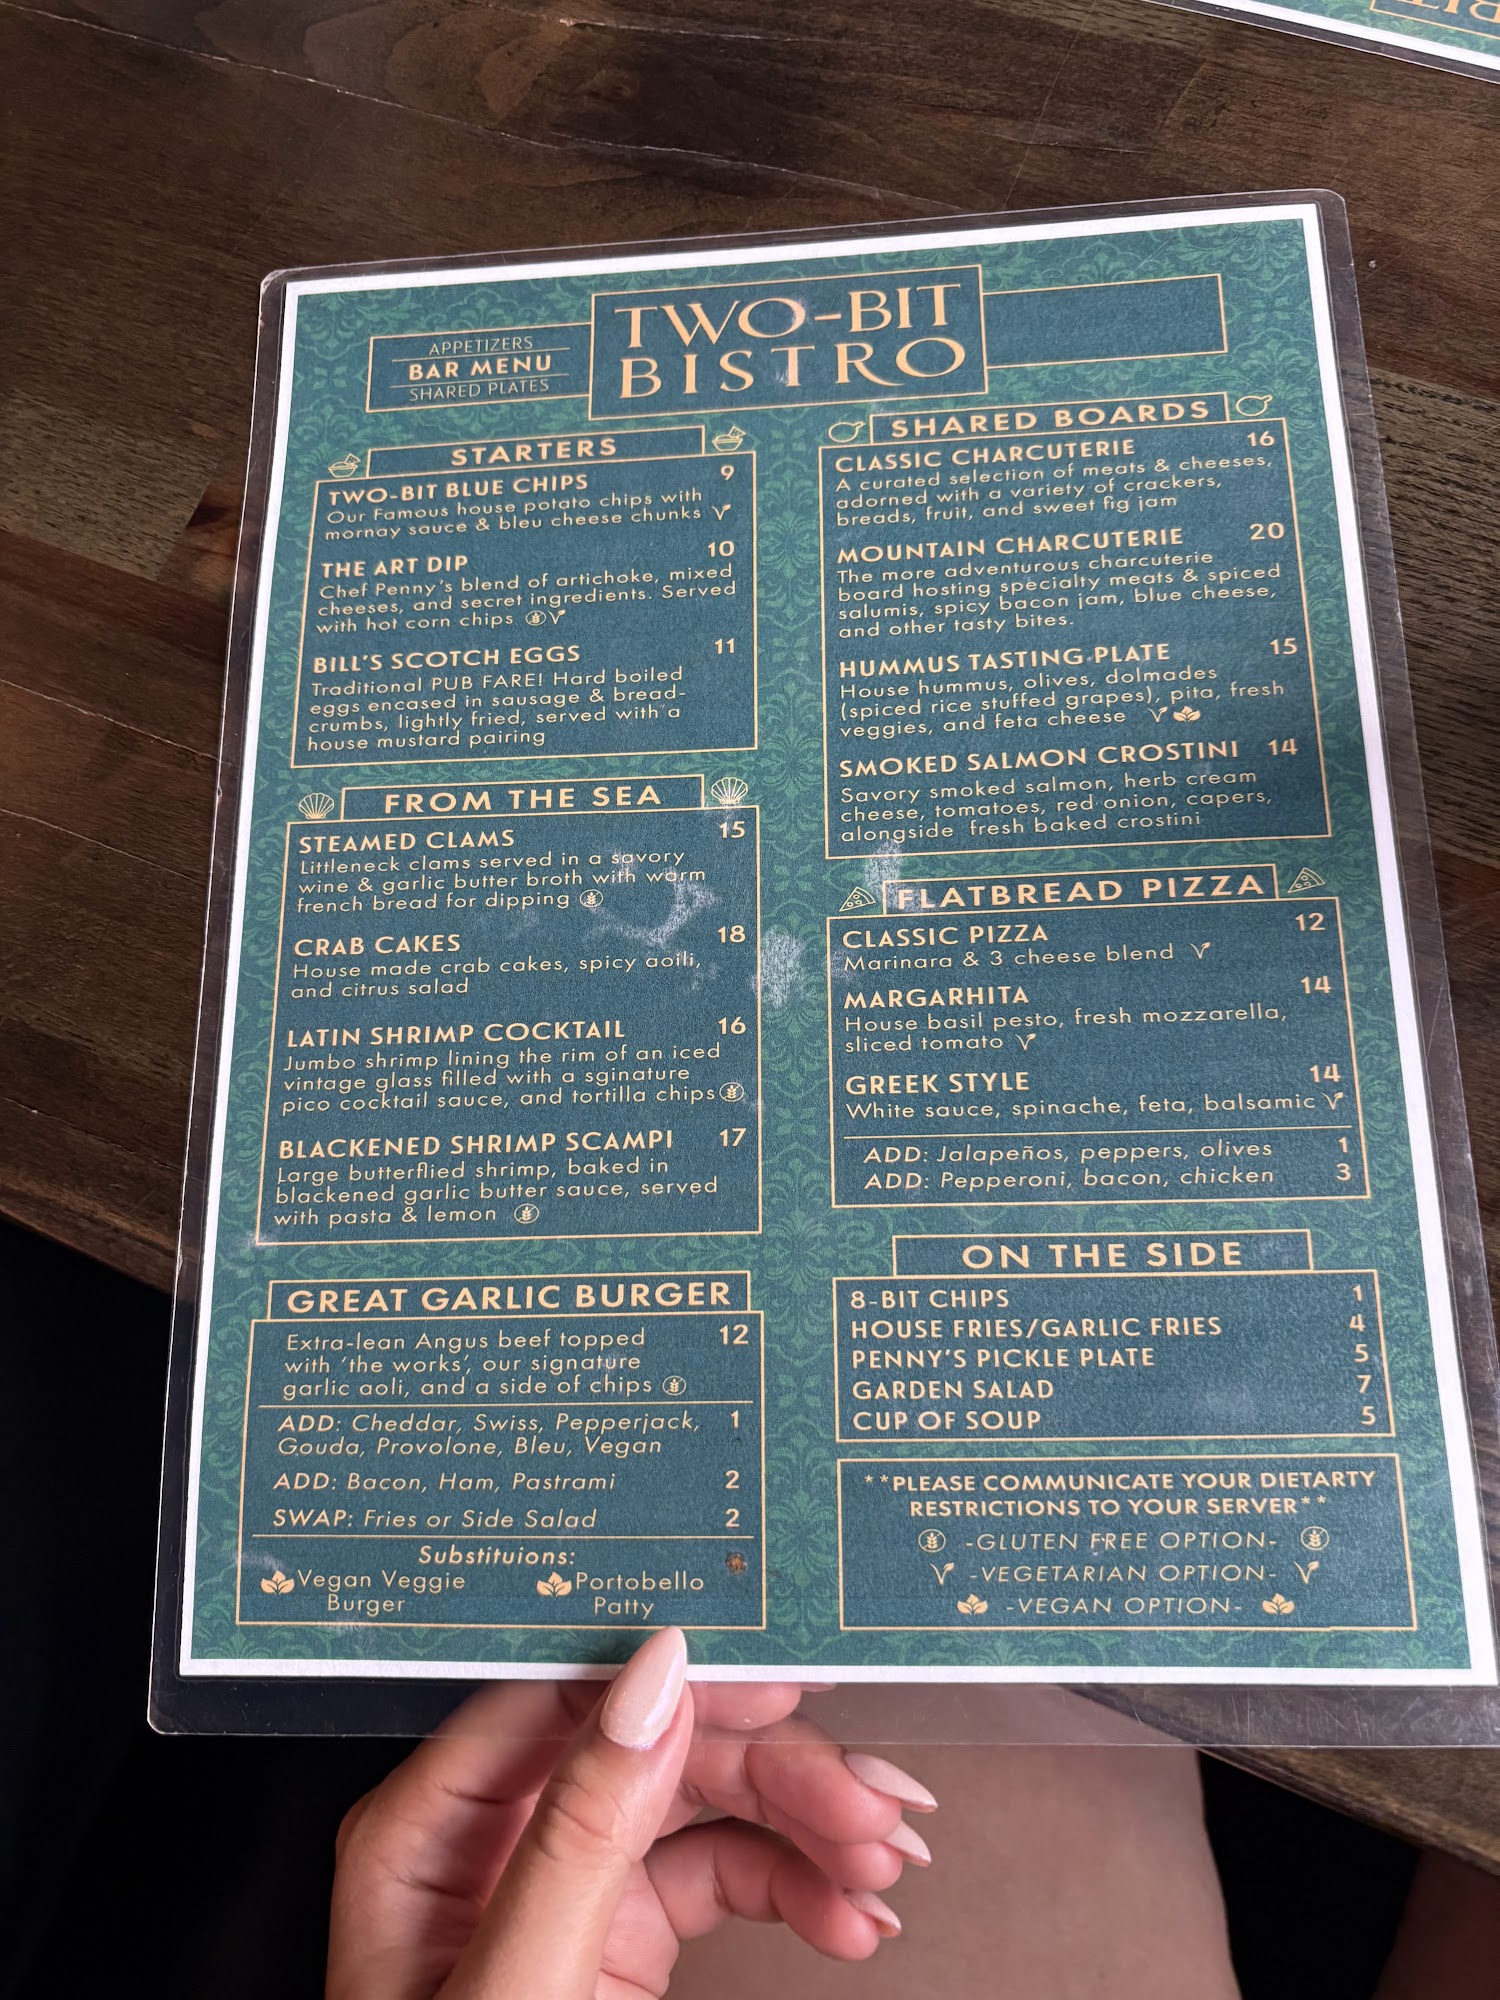 TWO-BIT
BISTRO
APPETIZERS
BAR MENU
SHARED PLATES
STARTERS
TWO-BIT BLUE CHIPS 9
Our Famous house potato chips with
mornay sauce & bleu cheese chunks V
THE ART DIP 10
Chef Penny's blend of artichoke, mixed
cheeses, and secret ingredients. Served
with hot corn chips V
BILL'S SCOTCH EGGS 11
Traditional PUB FARE! Hard boiled
eggs encased in sausage & bread-
crumbs, lightly fried, served with a
house mustard pairing
FROM THE SEA
STEAMED CLAMS 15
Littleneck clams served in a savory
wine & garlic butter broth with warm
french bread for dipping
CRAB CAKES 18
House made crab cakes, spicy aoili,
and citrus salad
LATIN SHRIMP COCKTAIL 16
Jumbo shrimp lining the rim of an iced
vintage glass filled with a sginature
pico cocktail sauce, and tortilla chips
BLACKENED SHRIMP SCAMPI 17
Large butterflied shrimp, baked in
blackened garlic butter sauce, served
with pasta & lemon
GREAT GARLIC BURGER
Extra-lean Angus beef topped 12
with 'the works', our signature
garlic aoli, and a side of chips
ADD: Cheddar, Swiss, Pepperjack, 1
Gouda, Provolone, Bleu, Vegan
ADD: Bacon, Ham, Pastrami 2
SWAP: Fries or Side Salad 2
Substituions:
Vegan Veggie Portobello
Burger Patty
SHARED BOARDS
CLASSIC CHARCUTERIE 16
A curated selection of meats & cheeses,
adorned with a variety of crackers,
breads, fruit, and sweet fig jam
MOUNTAIN CHARCUTERIE 20
The more adventurous charcuterie
board hosting specialty meats & spiced
salumis, spicy bacon jam, blue cheese,
and other tasty bites.
HUMMUS TASTING PLATE 15
House hummus, olives, dolmades
(spiced rice stuffed grapes), pita, fresh
veggies, and feta cheese V
SMOKED SALMON CROSTINI 14
Savory smoked salmon, herb cream
cheese, tomatoes, red onion, capers,
alongside fresh baked crostini
FLATBREAD PIZZA
CLASSIC PIZZA 12
Marinara & 3 cheese blend V
MARGARHITA 14
House basil pesto, fresh mozzarella,
sliced tomato V
GREEK STYLE 14
White sauce, spinache, feta, balsamic V
ADD: Jalapeños, peppers, olives 1
ADD: Pepperoni, bacon, chicken 3
ON THE SIDE
8-BIT CHIPS 1
HOUSE FRIES/GARLIC FRIES 4
PENNY'S PICKLE PLATE 5
GARDEN SALAD 7
CUP OF SOUP 5
**PLEASE COMMUNICATE YOUR DIETARTY
RESTRICTIONS TO YOUR SERVER**
-GLUTEN FREE OPTION-
V -VEGETARIAN OPTION- V
-VEGAN OPTION-